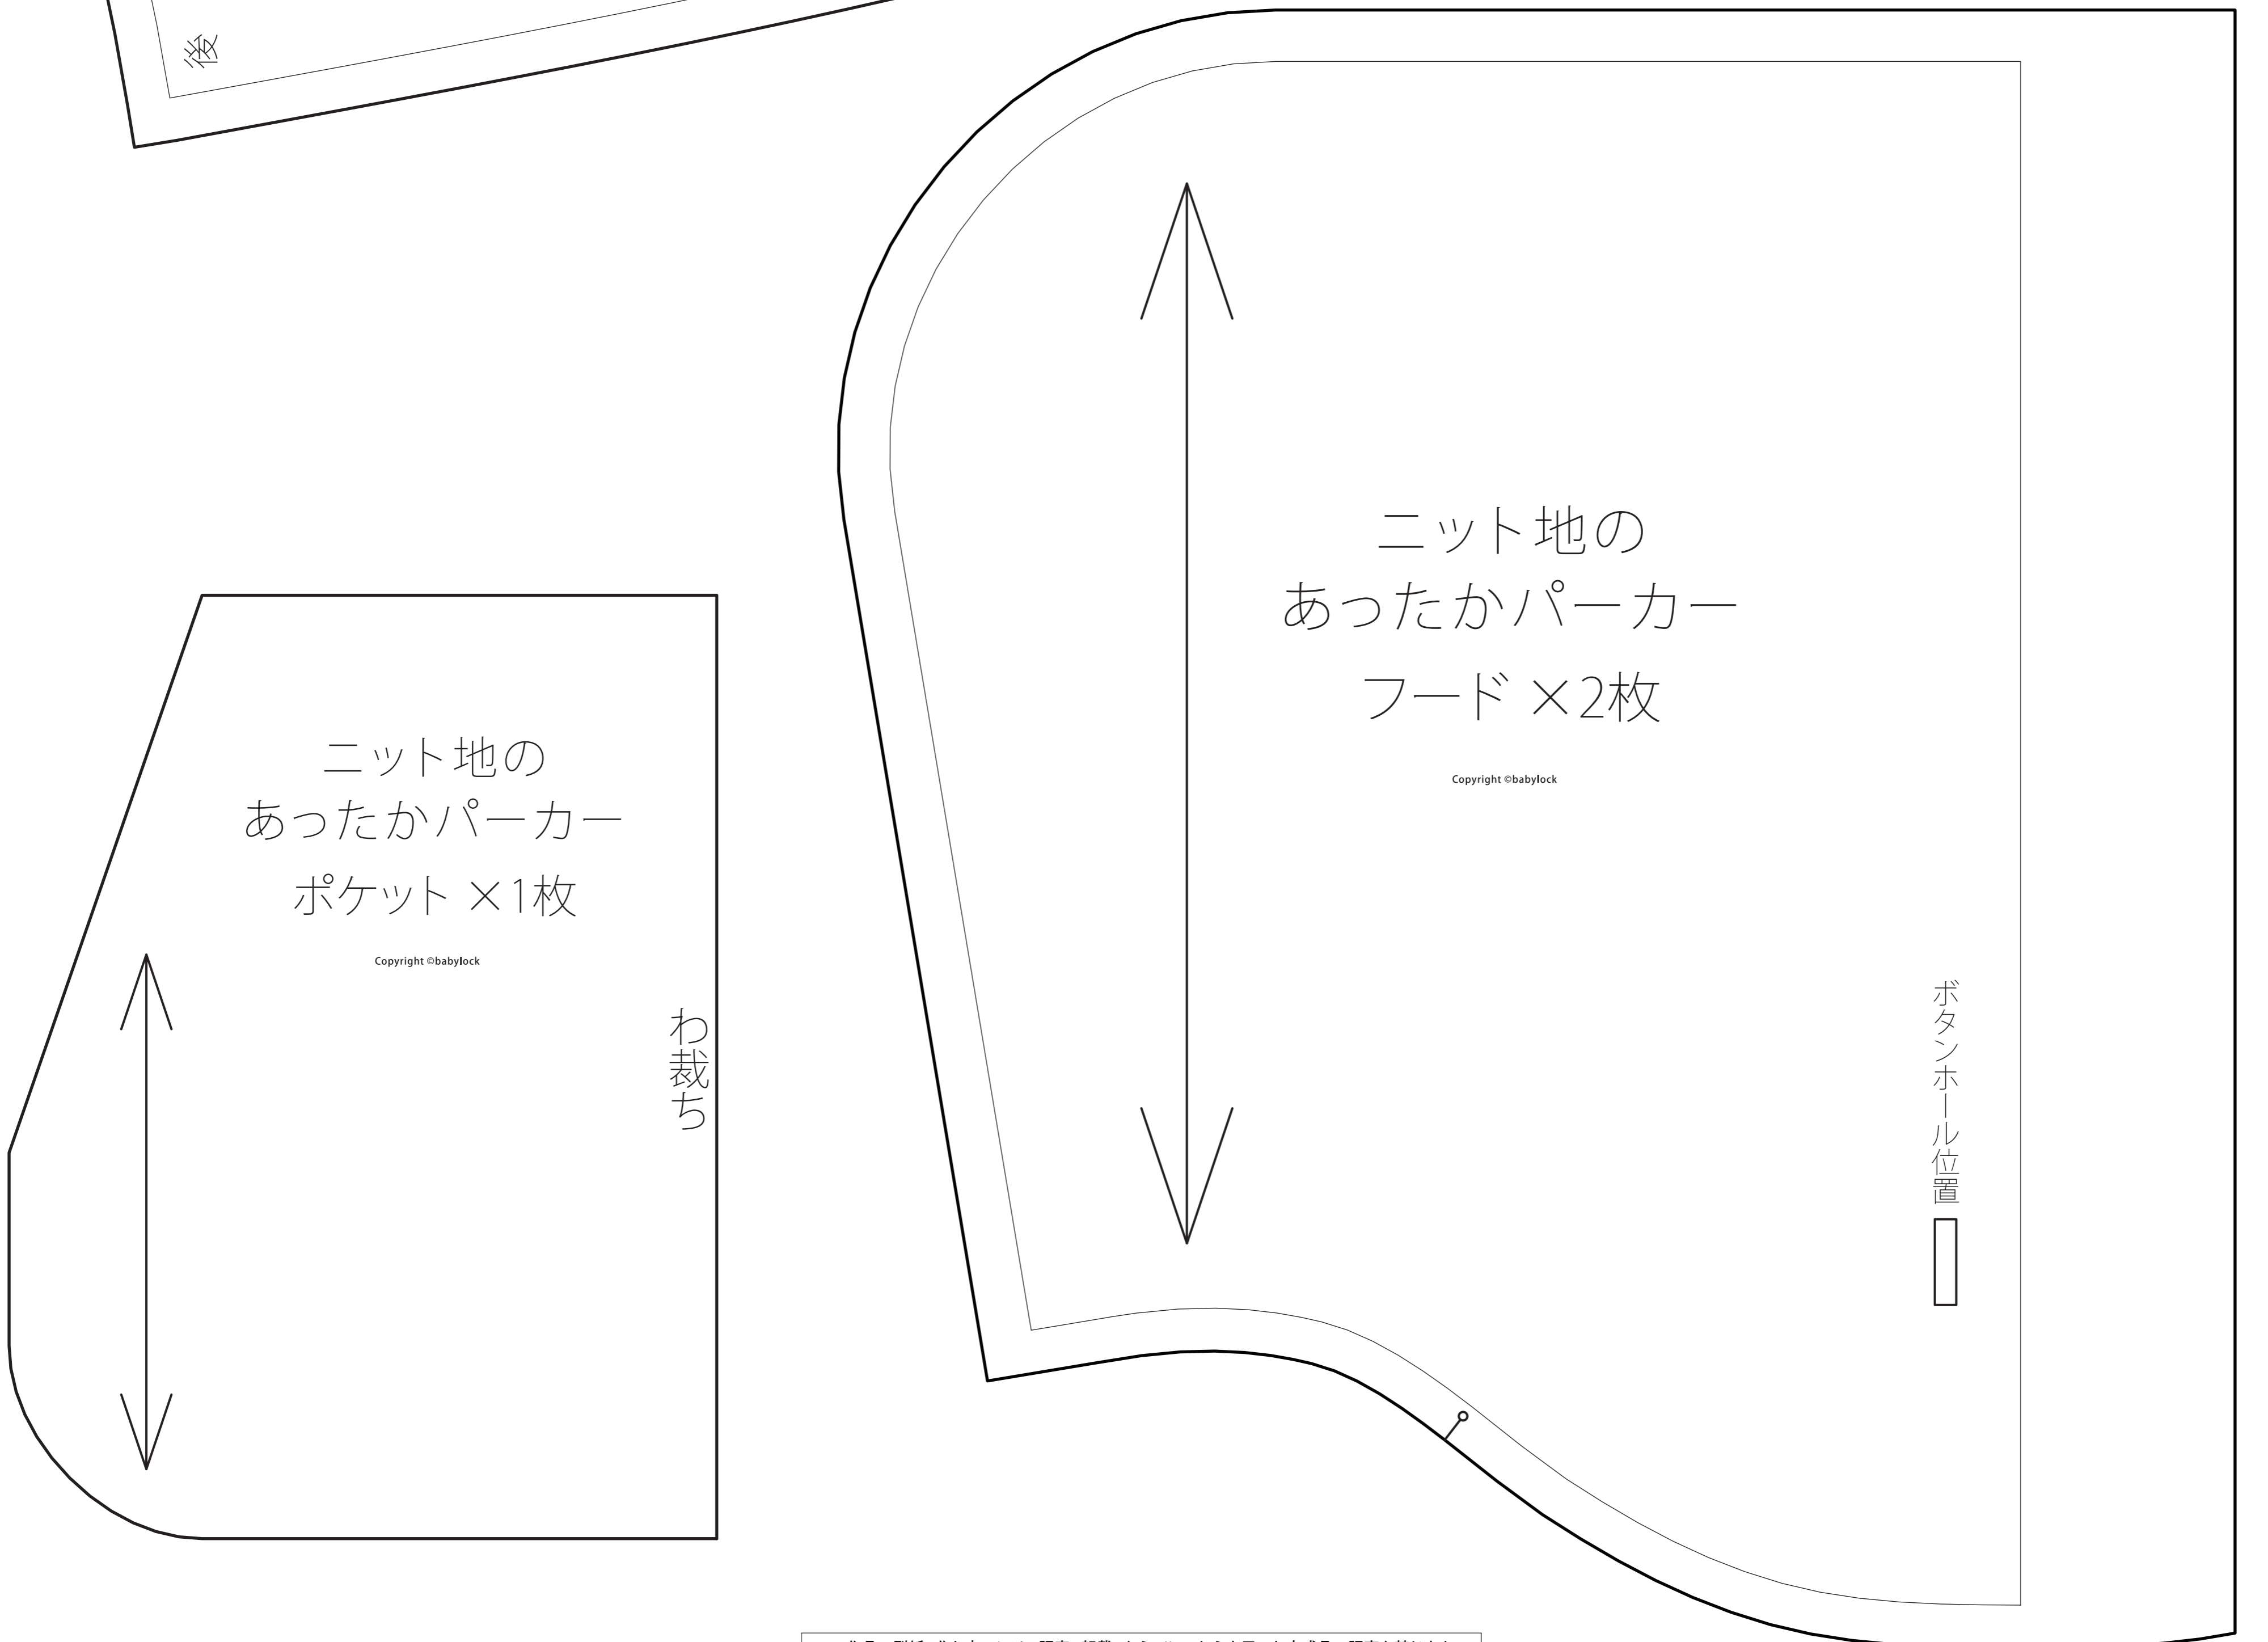 後
ニット地の
あったかパーカー
フード ×2枚
Copyright ©babylock
ニット地の
あったかパーカー
ポケット ×1枚
Copyright ©babylock
わ裁ち
ボタンホール位置